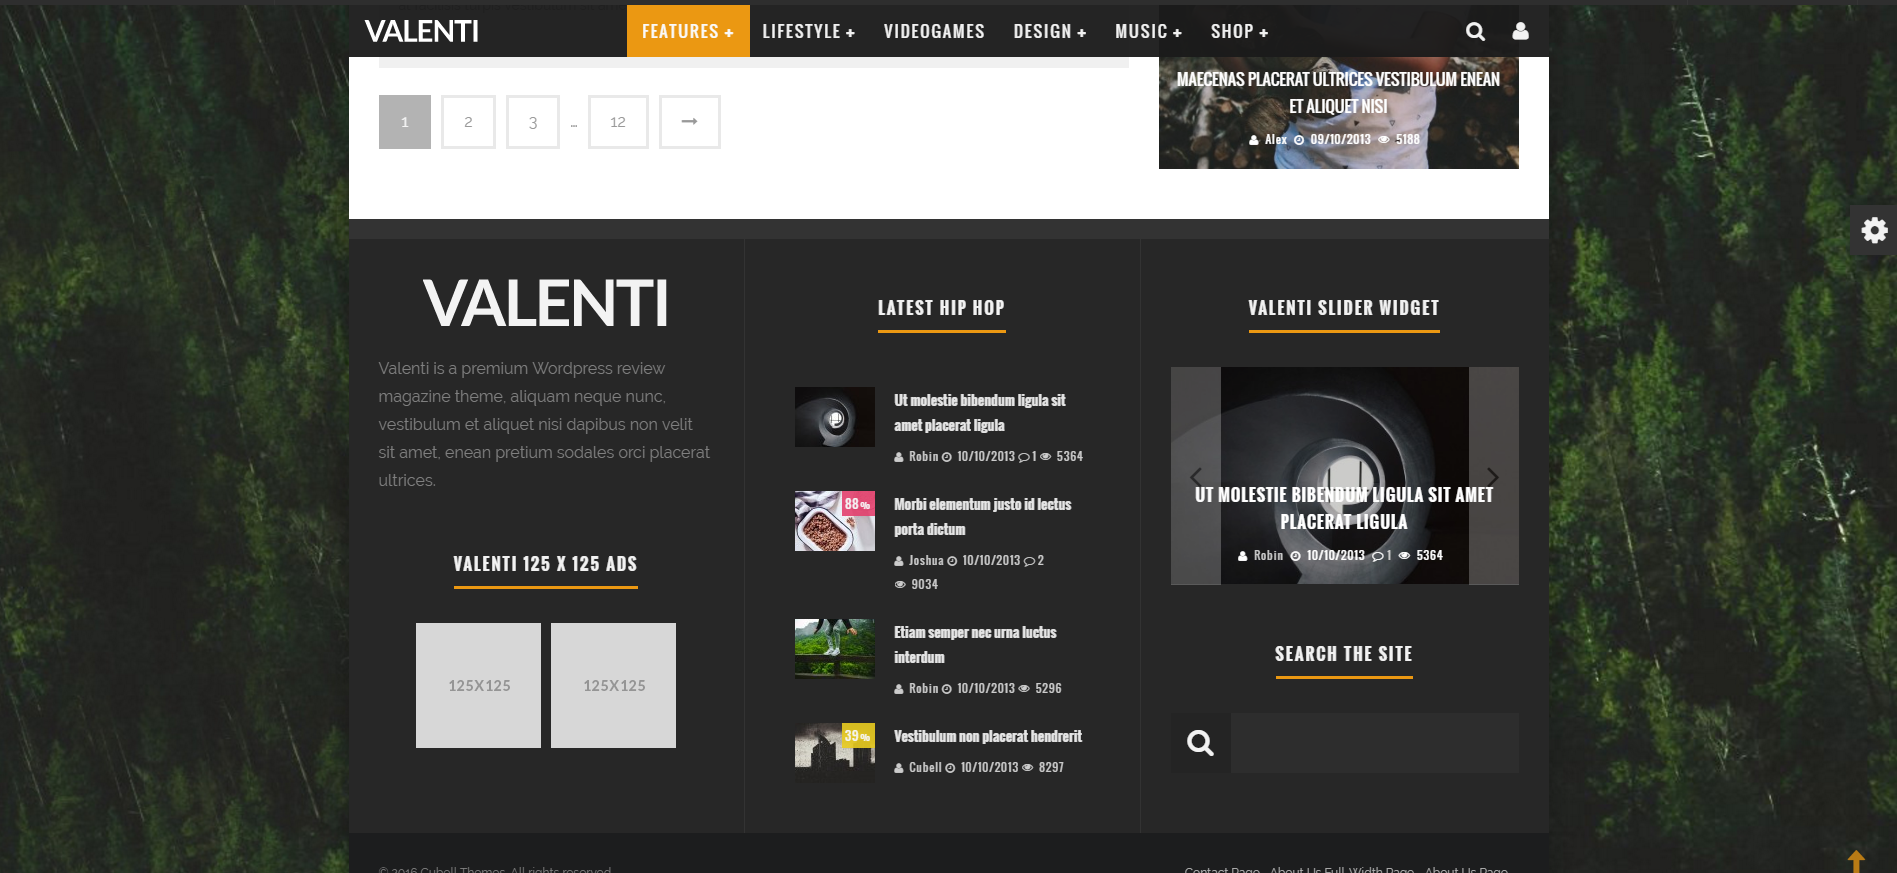 VALENTI
FEATURES +
LIFESTYLE +
VIDEOGAMES
DESIGN +
MUSIC +
SHOP +
MAECENAS PLACERAT ULTRICES VESTIBULUM ENEAN
ET ALIQUET NISI
Alex 09/10/2013 5188
1 2 3 ... 12
VALENTI
Valenti is a premium Wordpress review
magazine theme, aliquam neque nunc,
vestibulum et aliquet nisi dapibus non velit
sit amet, enean pretium sodales orci placerat
ultrices.
VALENTI 125 X 125 ADS
125X125 125X125
LATEST HIP HOP
Ut molestie bibendum ligula sit
amet placerat ligula
Robin 10/10/2013 1 5364
88%
Morbi elementum justo id lectus
porta dictum
Joshua 10/10/2013 2
9034
Etiam semper nec urna luctus
interdum
Robin 10/10/2013 5296
39%
Vestibulum non placerat hendrerit
Cubell 10/10/2013 8297
VALENTI SLIDER WIDGET
UT MOLESTIE BIBENDUM LIGULA SIT AMET
PLACERAT LIGULA
Robin 10/10/2013 1 5364
SEARCH THE SITE
© 2016 Cubell Themes. All rights reserved.
Contact Page About Us Full-Width Page About Us Page